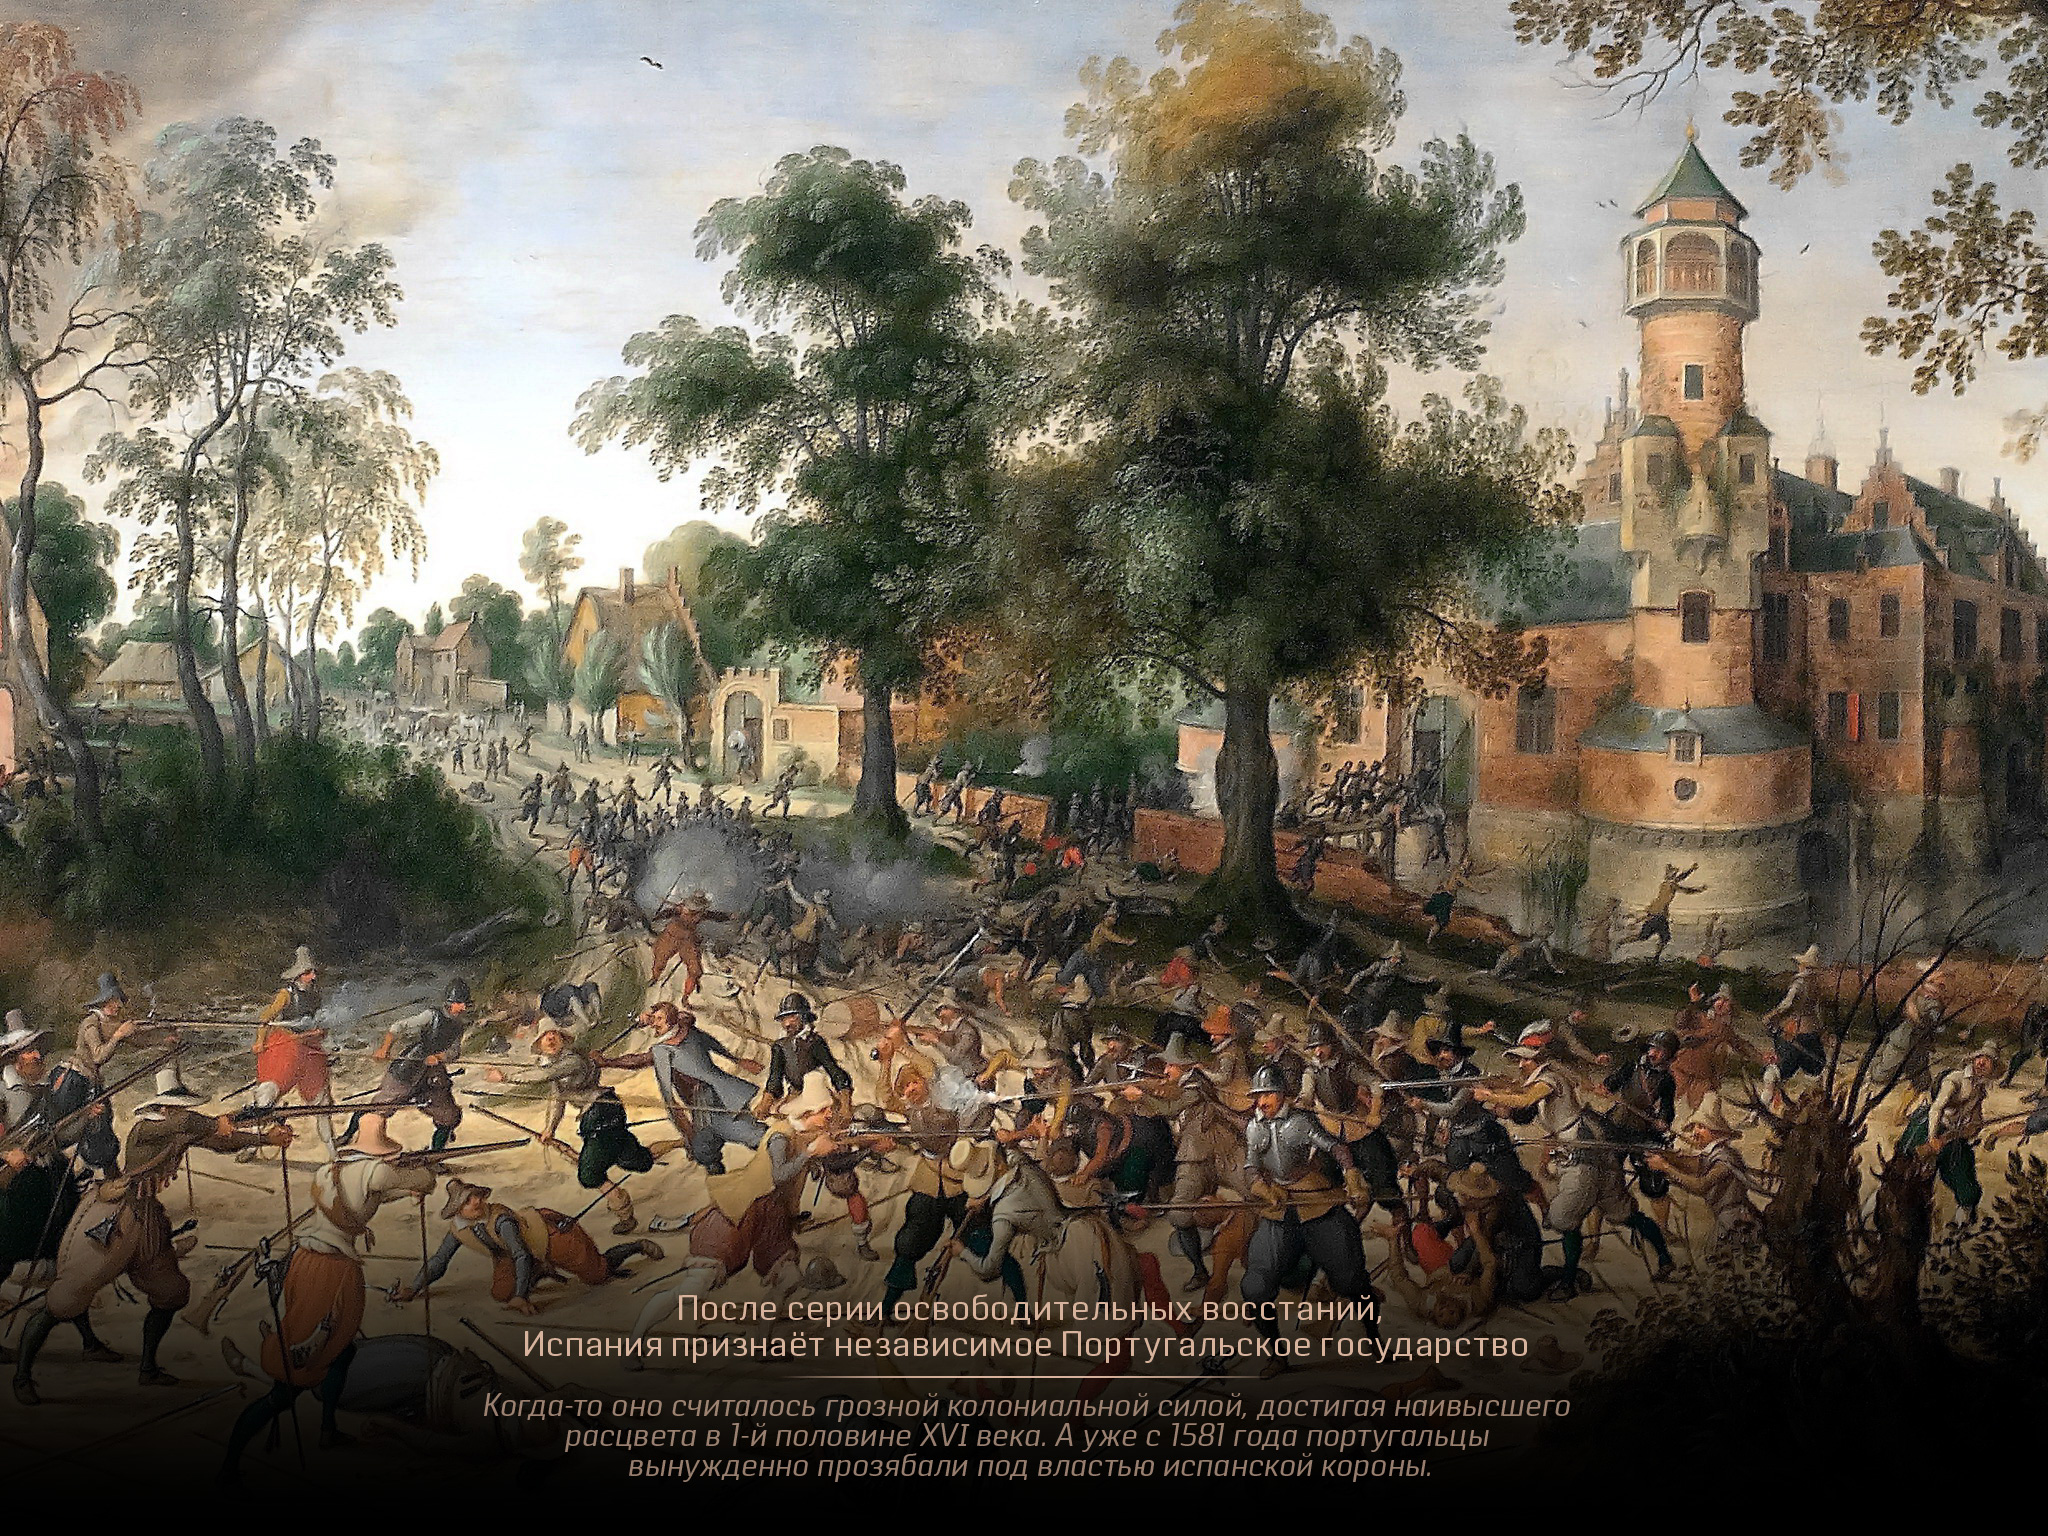 После серии освободительных восстаний,
Испания признаёт независимое Португальское государство
Когда-то оно считалось грозной колониальной силой, достигая наивысшего
расцвета в 1-й половине XVI века. А уже с 1581 года португальцы
вынужденно прозябали под властью испанской короны.